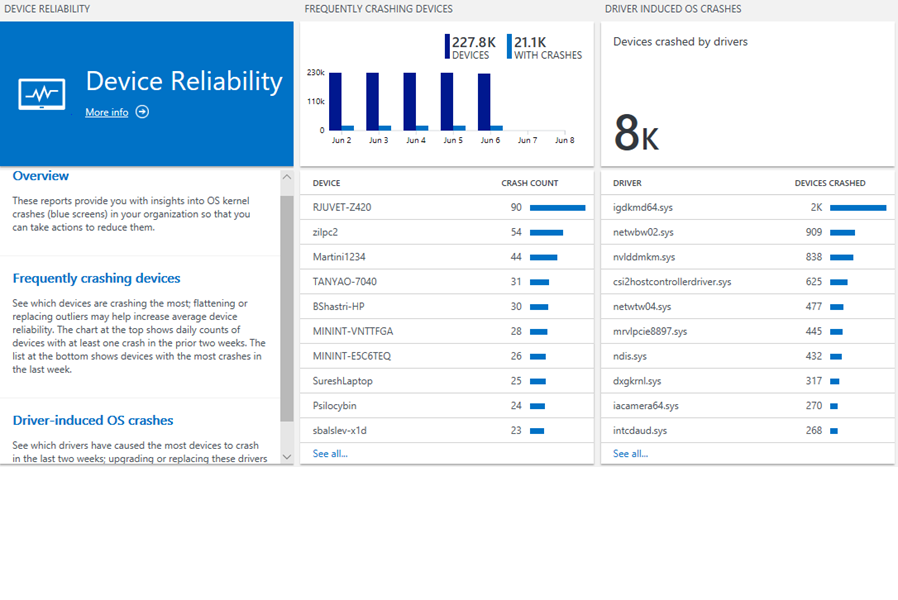 DEVICE RELIABILITY
Device Reliability
More info
Overview
These reports provide you with insights into OS kernel
crashes (blue screens) in your organization so that you
can take actions to reduce them.
Frequently crashing devices
See which devices are crashing the most; flattening or
replacing outliers may help increase average device
reliability. The chart at the top shows daily counts of
devices with at least one crash in the prior two weeks. The
list at the bottom shows devices with the most crashes in
the last week.
Driver-induced OS crashes
See which drivers have caused the most devices to crash
in the last two weeks; upgrading or replacing these drivers
FREQUENTLY CRASHING DEVICES
227.8K DEVICES
21.1K WITH CRASHES
230k
110k
0
Jun 2 Jun 3 Jun 4 Jun 5 Jun 6 Jun 7 Jun 8
DEVICE CRASH COUNT
RJUVET-Z420 90
zilpc2 54
Martini1234 44
TANYAO-7040 31
BShastri-HP 30
MININT-VNTTFGA 28
MININT-E5C6TEQ 26
SureshLaptop 25
Psilocybin 24
sbalslev-x1d 23
See all...
DRIVER INDUCED OS CRASHES
Devices crashed by drivers
8K
DRIVER DEVICES CRASHED
igdkmd64.sys 2K
netwbw02.sys 909
nvlddmkm.sys 838
csi2hostcontrollerdriver.sys 625
netwtw04.sys 477
mrvlpcie8897.sys 445
ndis.sys 432
dxgkrnl.sys 317
iacamera64.sys 270
intcdaud.sys 268
See all...